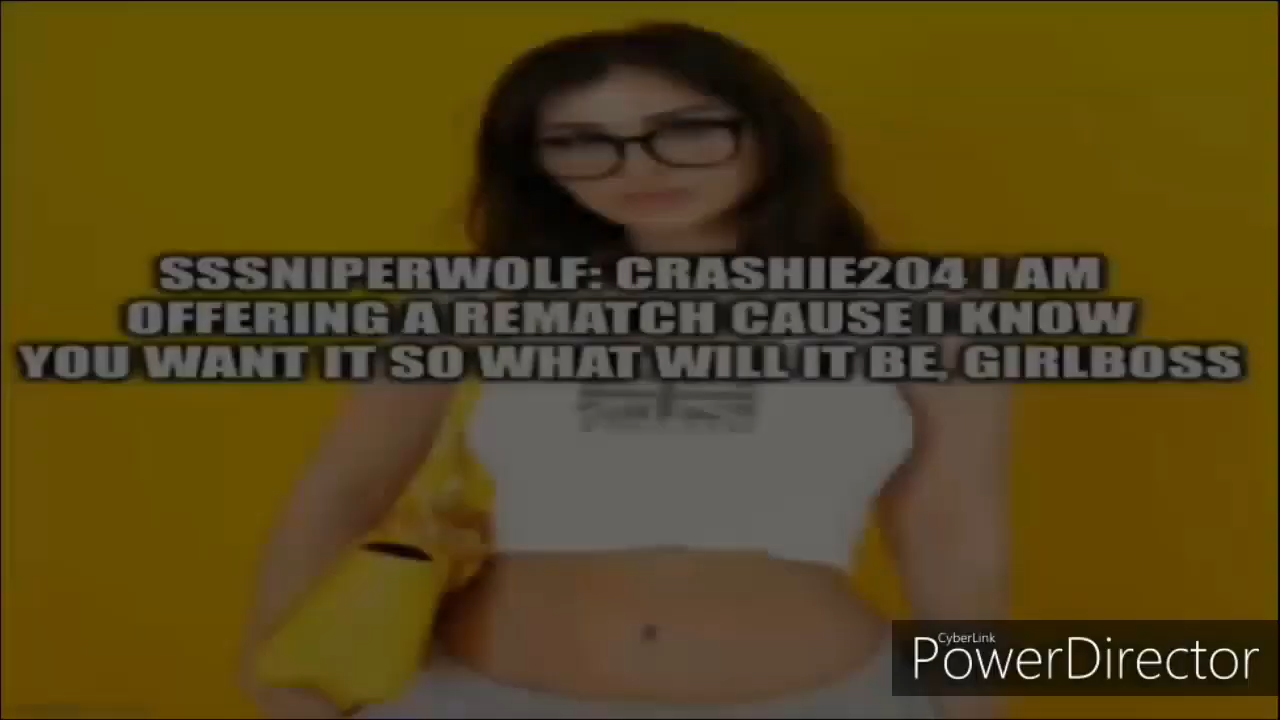 SSSNIPERWOLF: CRASHIE204 I AM
OFFERING A REMATCH CAUSE I KNOW
YOU WANT IT SO WHAT WILL IT BE, GIRLBOSS
CyberLink
PowerDirector